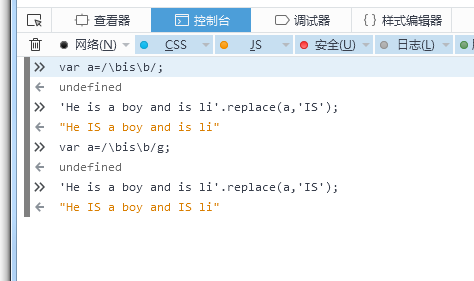 查看器 控制台 调试器 { } 样式编辑器
网络(N) CSS JS 安全(U) 日志(L)
var a=/\bis\b/;
undefined
'He is a boy and is li'.replace(a,'IS');
"He IS a boy and is li"
var a=/\bis\b/g;
undefined
'He is a boy and is li'.replace(a,'IS');
"He IS a boy and IS li"